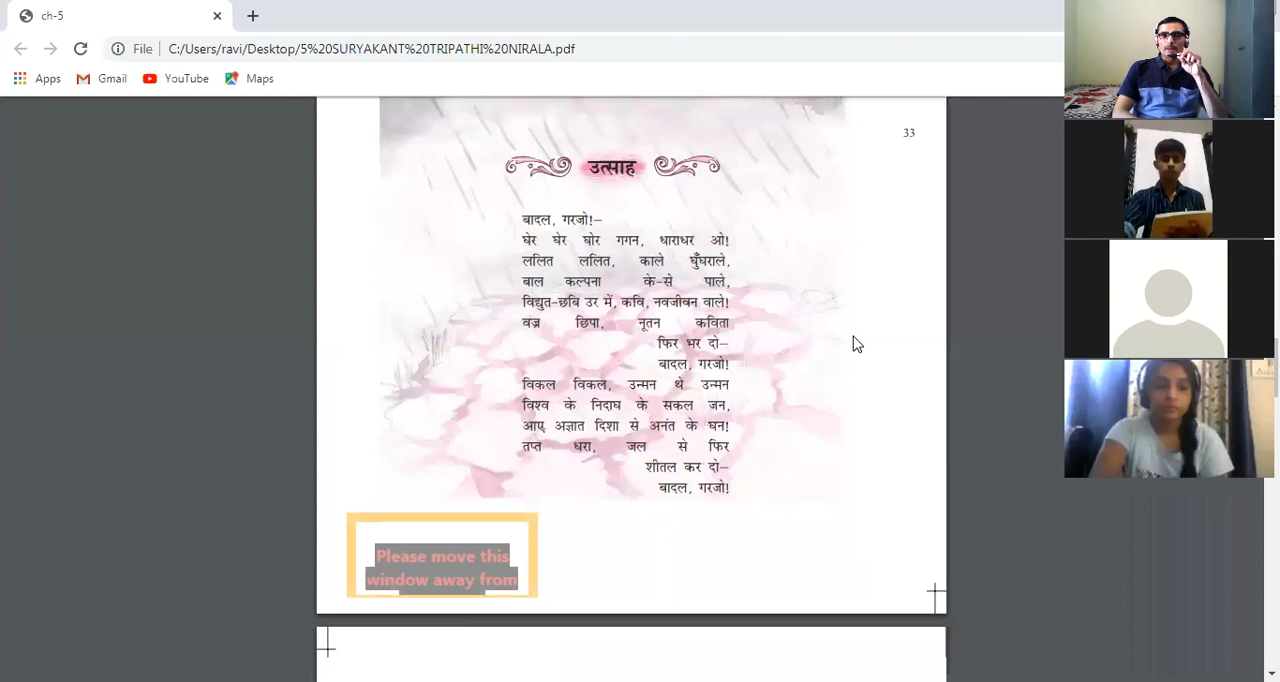 ch-5
File C:/Users/ravi/Desktop/5%20SURYAKANT%20TRIPATHI%20NIRALA.pdf
Apps Gmail YouTube Maps
33
उत्साह
बादल, गरजो!–
घेर घेर घोर गगन, धाराधर ओ!
ललित ललित, काले घुँघराले,
बाल कल्पना के-से पाले,
विद्युत-छबि उर में, कवि, नवजीवन वाले!
वज्र छिपा, नूतन कविता
फिर भर दो–
बादल, गरजो!
विकल विकल, उन्मन थे उन्मन
विश्व के निदाघ के सकल जन,
आए अज्ञात दिशा से अनंत के घन!
तप्त धरा, जल से फिर
शीतल कर दो–
बादल, गरजो!
Please move this
window away from